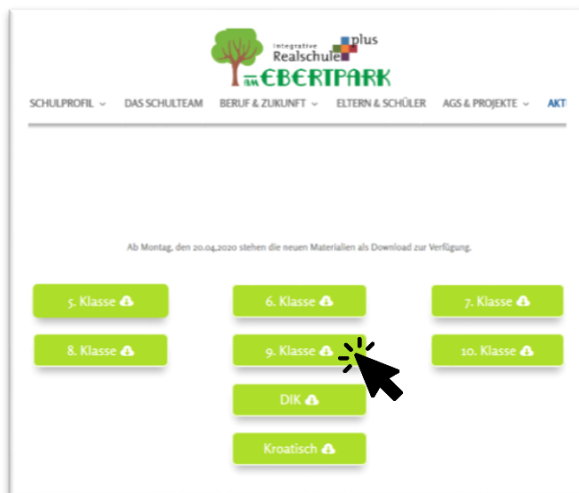 integrative plus
Realschule
am EBERTPARK
SCHULPROFIL DAS SCHULTEAM BERUF & ZUKUNFT ELTERN & SCHÜLER AGS & PROJEKTE AKT
Ab Montag, den 20.04.2020 stehen die neuen Materialien als Download zur Verfügung.
5. Klasse 6. Klasse 7. Klasse
8. Klasse 9. Klasse 10. Klasse
DIK
Kroatisch